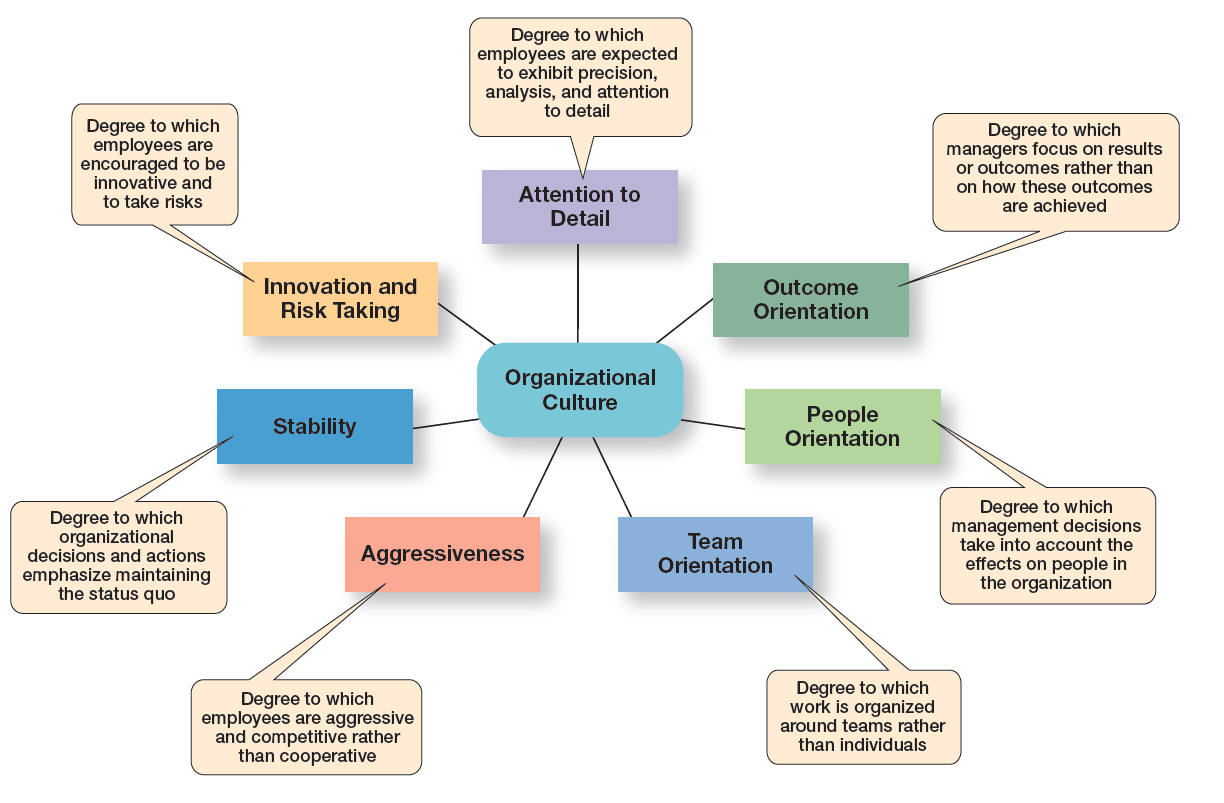 Degree to which
employees are expected
to exhibit precision,
analysis, and attention
to detail
Attention to
Detail
Degree to which
managers focus on results
or outcomes rather than
on how these outcomes
are achieved
Outcome
Orientation
People
Orientation
Degree to which
management decisions
take into account the
effects on people in
the organization
Team
Orientation
Degree to which
work is organized
around teams rather
than individuals
Aggressiveness
Degree to which
employees are aggressive
and competitive rather
than cooperative
Stability
Degree to which
organizational
decisions and actions
emphasize maintaining
the status quo
Innovation and
Risk Taking
Degree to which
employees are
encouraged to be
innovative and
to take risks
Organizational
Culture